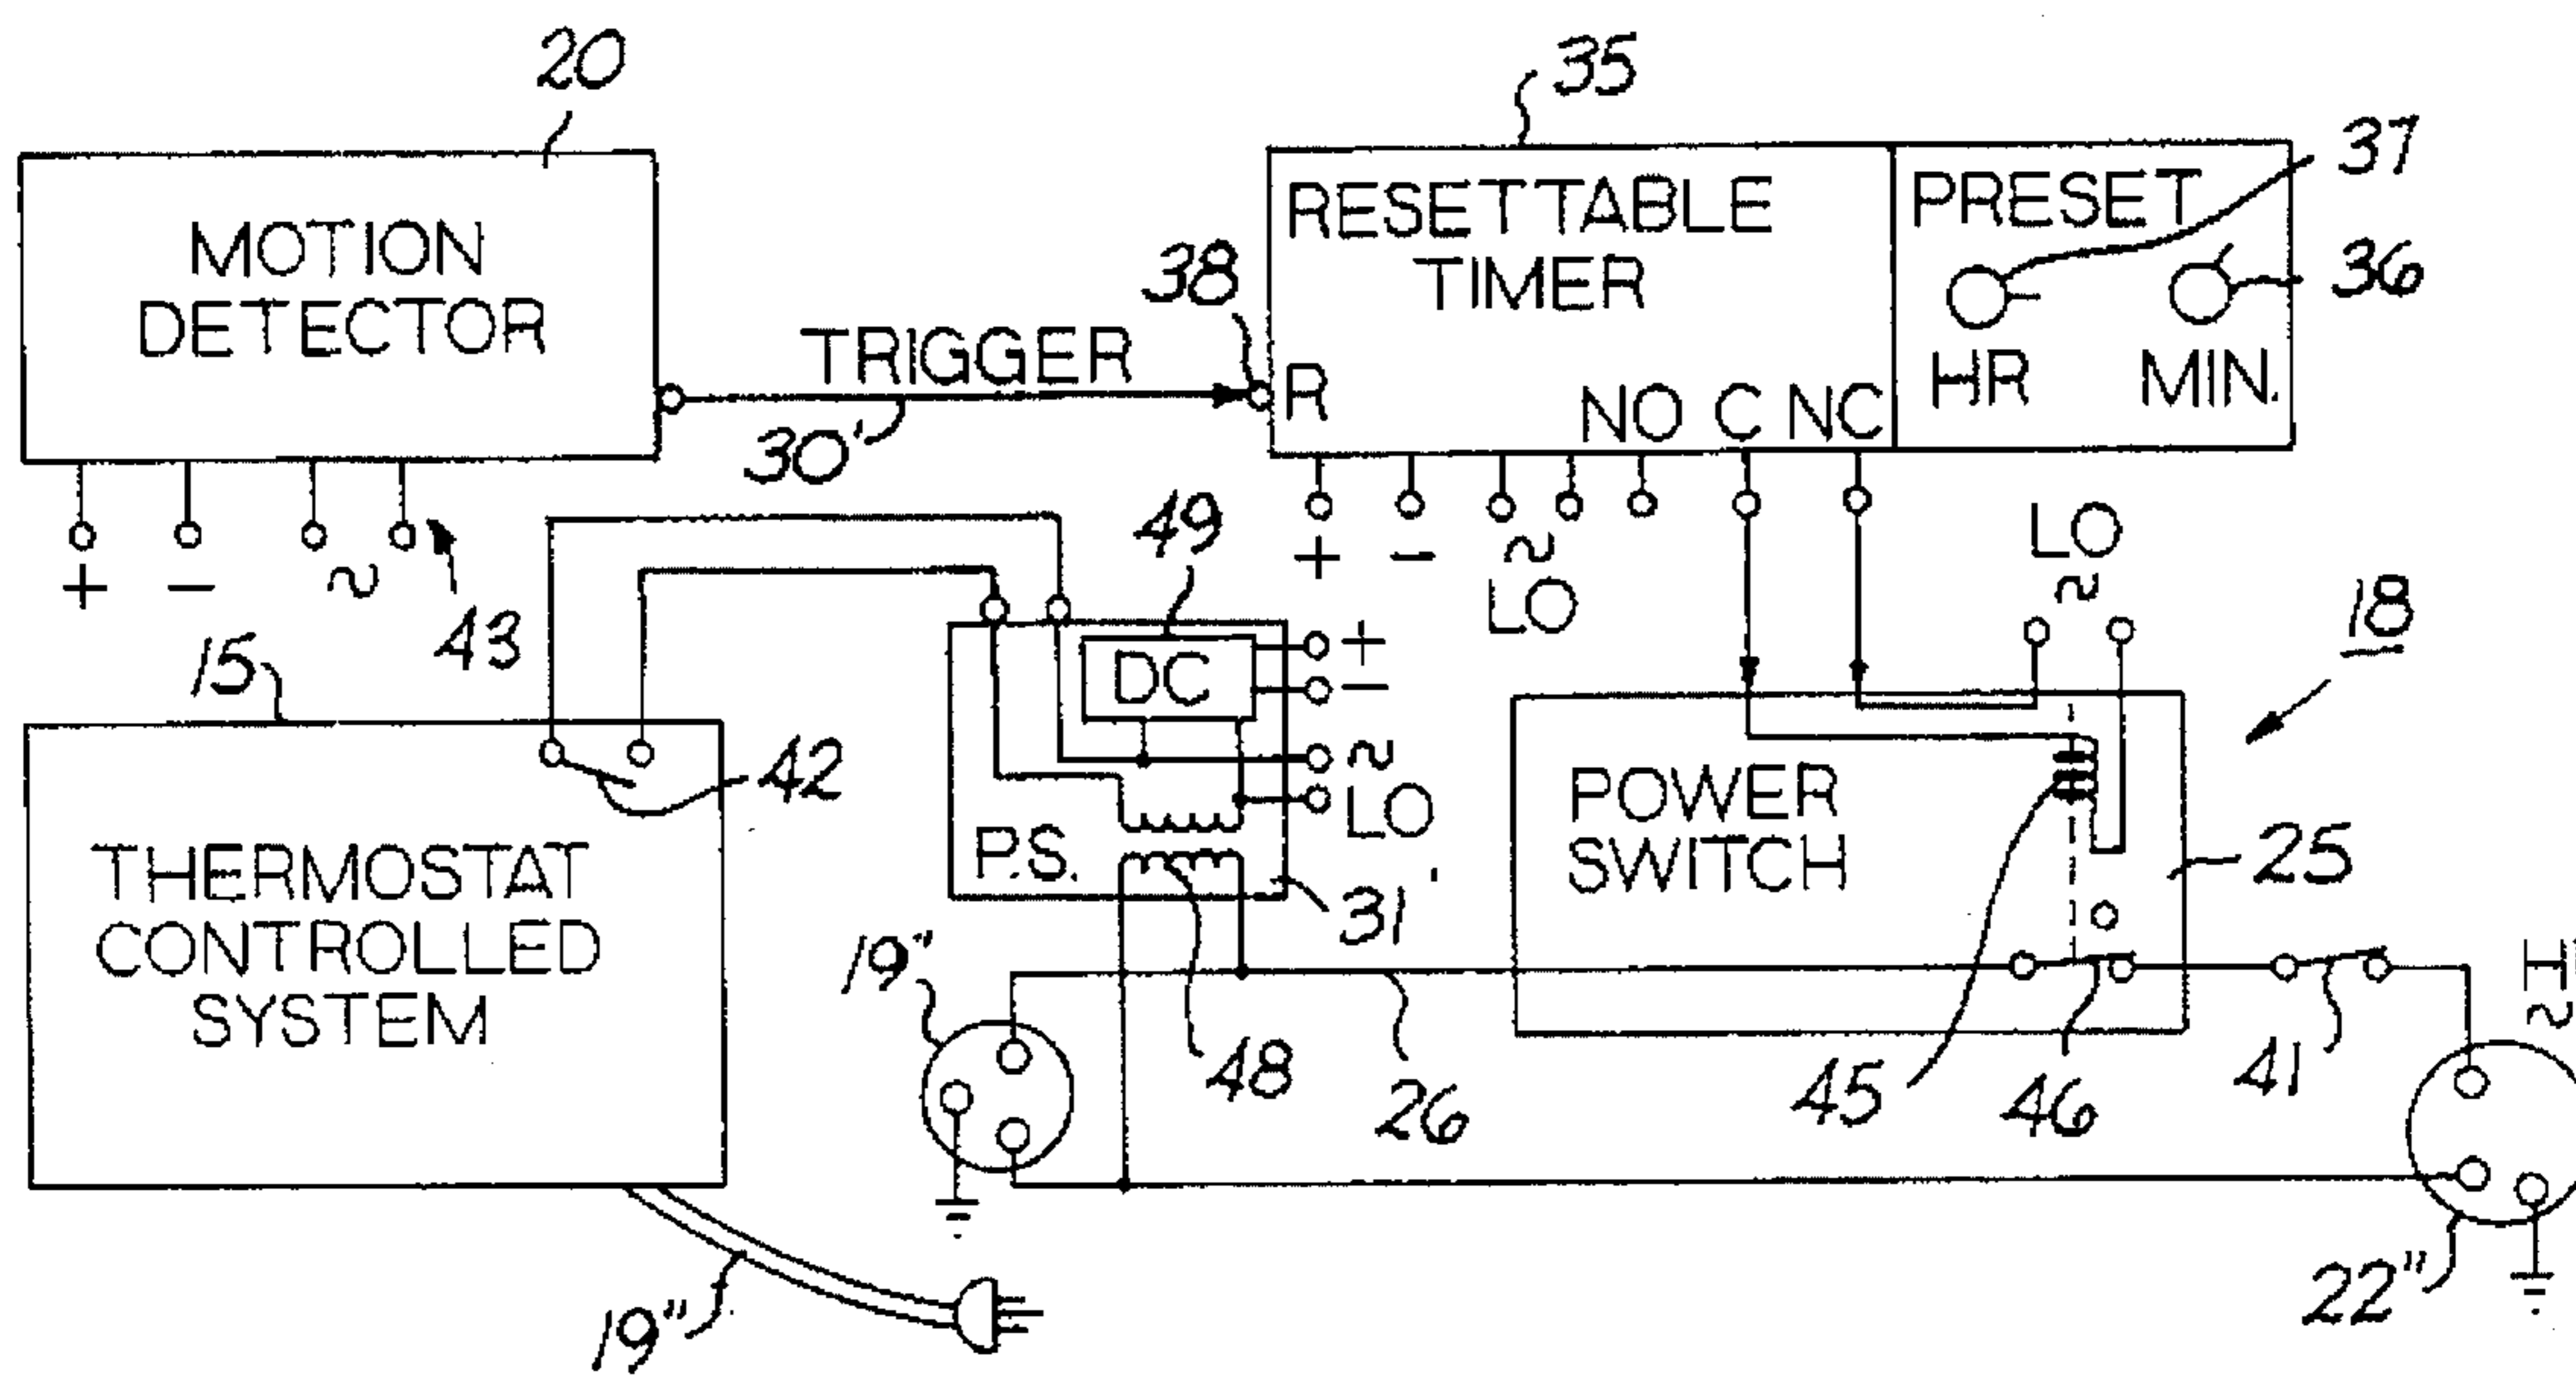 20
35
37
36
MOTION
DETECTOR
RESETTABLE
TIMER
PRESET
HR
MIN.
38
TRIGGER
30'
R
NO C NC
+ - ~
43
+ - ~
LO
49
LO
~
18
15
42
DC
+
-
~
LO
P.S.
31'
THERMOSTAT
CONTROLLED
SYSTEM
POWER
SWITCH
25
19"
48
26
45
46
41
~
22"
19"